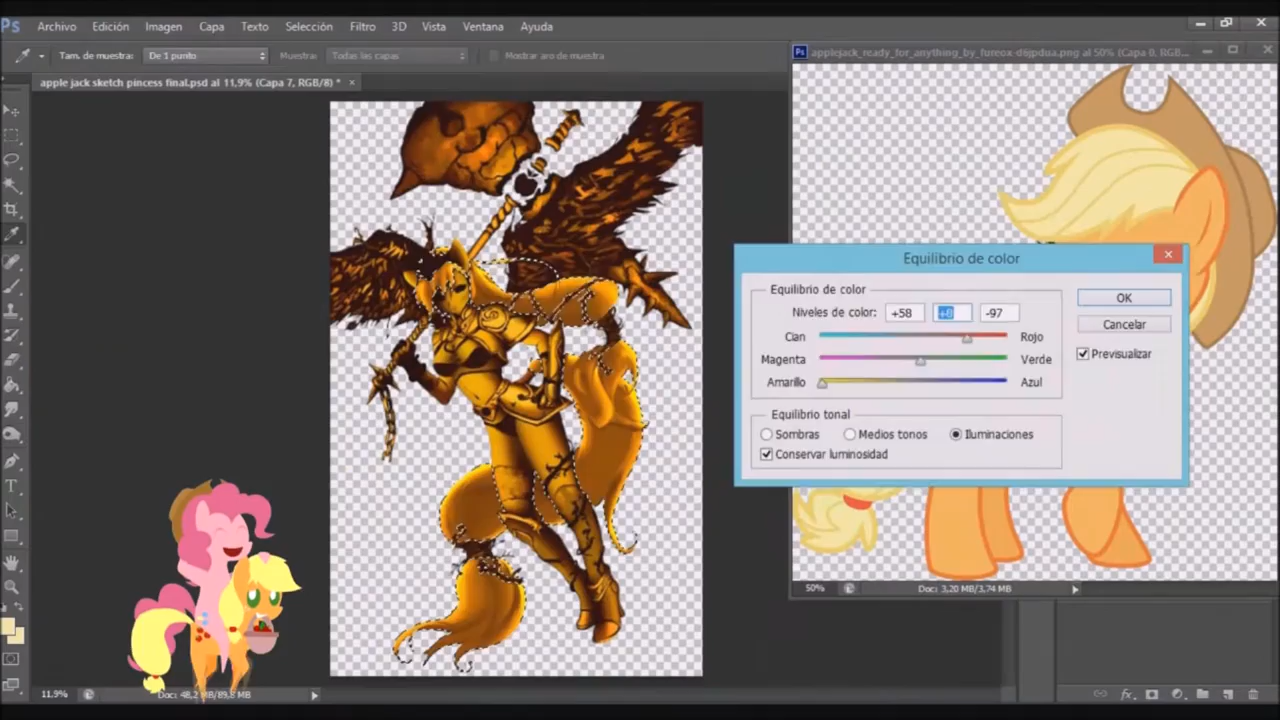 Ps Archivo Edición Imagen Capa Texto Selección Filtro 3D Vista Ventana Ayuda
Tam. de muestra: De 1 punto Muestra: Todas las capas Mostrar aro de muestra
apple jack sketch pincess final.psd al 11,9% (Capa 7, RGB/8) * ×
Ps al 50% (Capa 0, RGB...
Equilibrio de color
Equilibrio de color
Niveles de color: +58 +8 -97
Cian Rojo
Magenta Verde
Amarillo Azul
Equilibrio tonal
Sombras Medios tonos Iluminaciones
Conservar luminosidad
OK
Cancelar
Previsualizar
50% Doc: 3,20 MB/3,74 MB
11.9% Doc: 48,2 MB/89,8 MB
T
fx